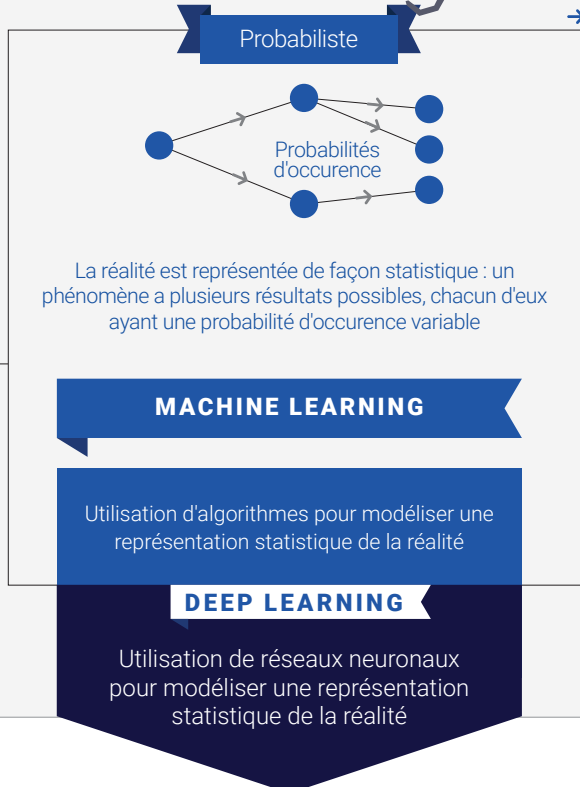 Probabiliste
Probabilités
d'occurence
La réalité est représentée de façon statistique : un
phénomène a plusieurs résultats possibles, chacun d'eux
ayant une probabilité d'occurence variable
MACHINE LEARNING
Utilisation d'algorithmes pour modéliser une
représentation statistique de la réalité
DEEP LEARNING
Utilisation de réseaux neuronaux
pour modéliser une représentation
statistique de la réalité